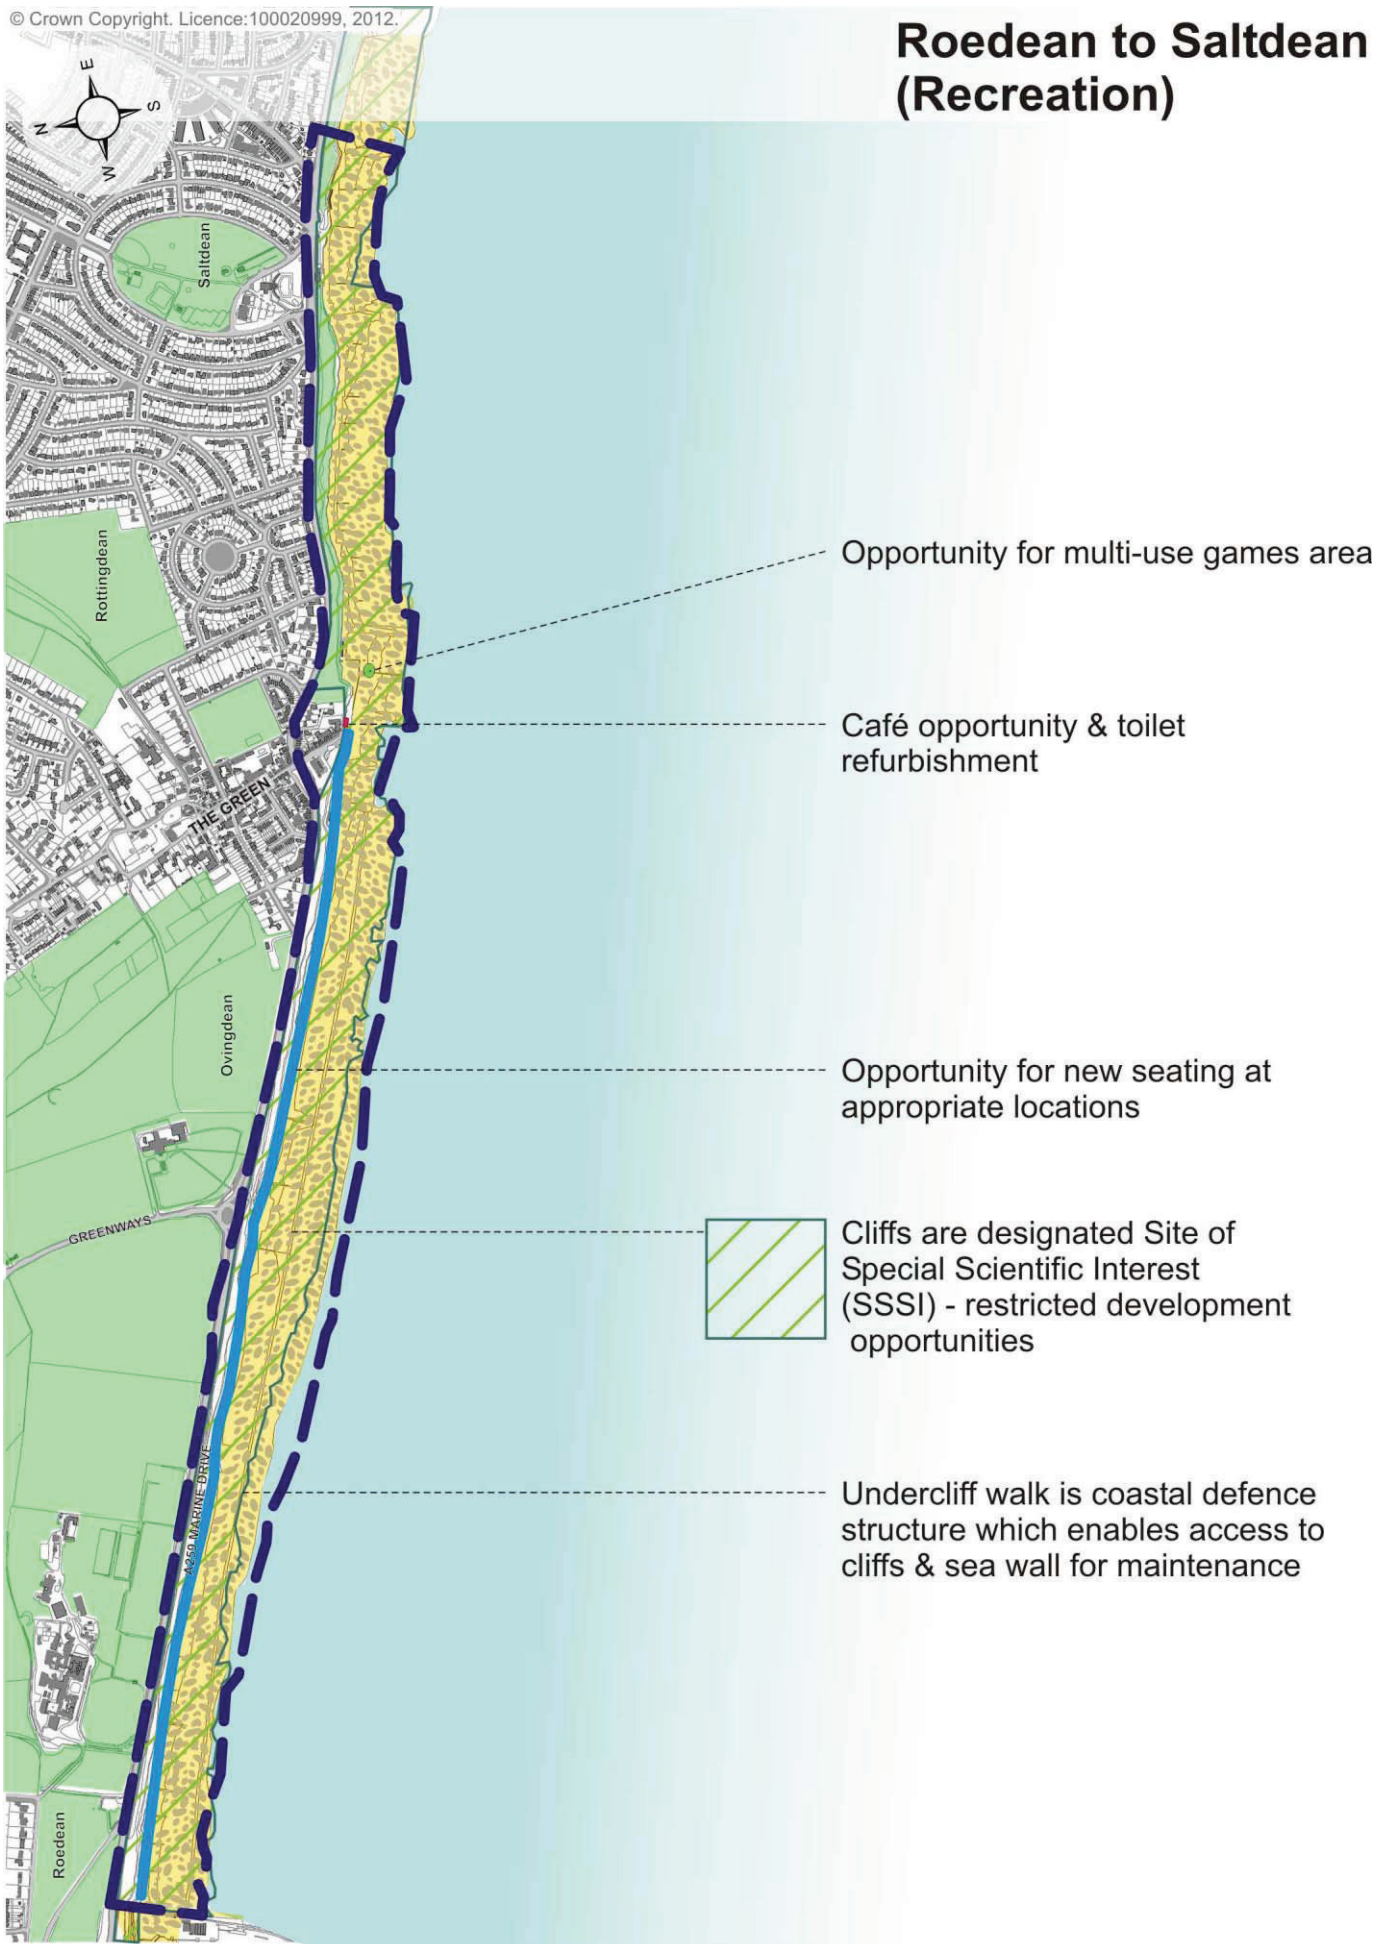 © Crown Copyright. Licence:100020999, 2012.
Roedean to Saltdean
(Recreation)
E
S
N
W
Saltdean
Opportunity for multi-use games area
Rottingdean
Café opportunity & toilet
refurbishment
THE GREEN
Ovingdean
Opportunity for new seating at
appropriate locations
GREENWAYS
Cliffs are designated Site of
Special Scientific Interest
(SSSI) - restricted development
opportunities
A259 MARINE DRIVE
Undercliff walk is coastal defence
structure which enables access to
cliffs & sea wall for maintenance
Roedean